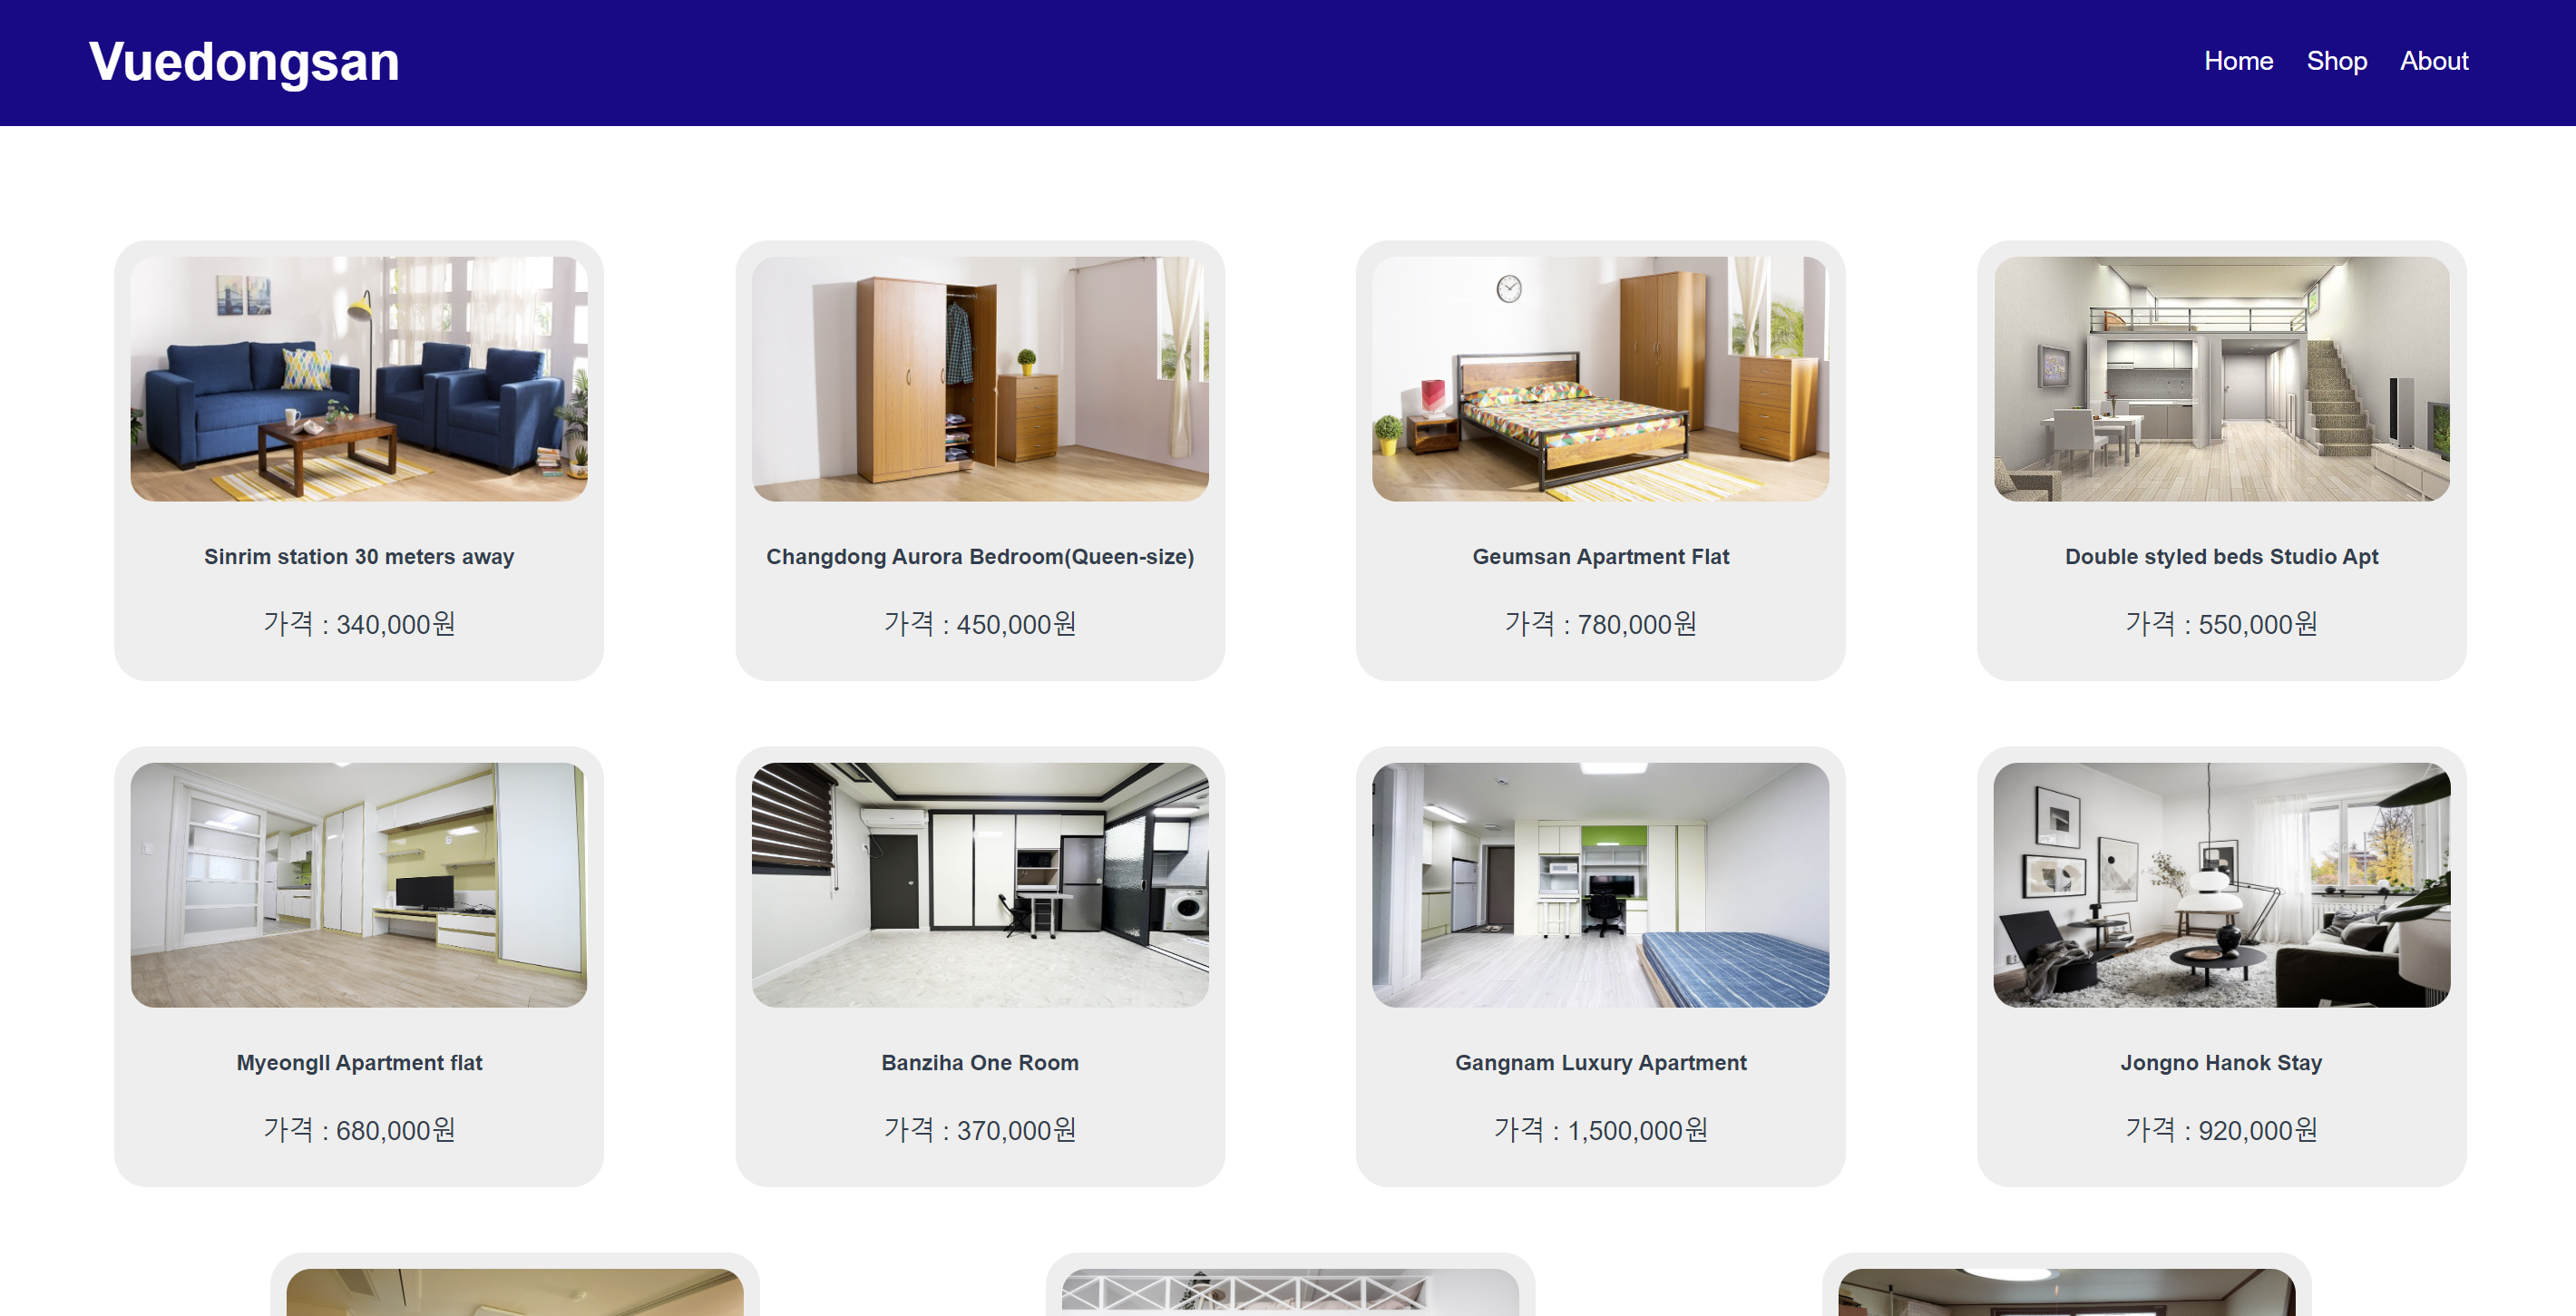 Vuedongsan
Home Shop About
Sinrim station 30 meters away
가격 : 340,000원
Changdong Aurora Bedroom(Queen-size)
가격 : 450,000원
Geumsan Apartment Flat
가격 : 780,000원
Double styled beds Studio Apt
가격 : 550,000원
Myeongll Apartment flat
가격 : 680,000원
Banziha One Room
가격 : 370,000원
Gangnam Luxury Apartment
가격 : 1,500,000원
Jongno Hanok Stay
가격 : 920,000원